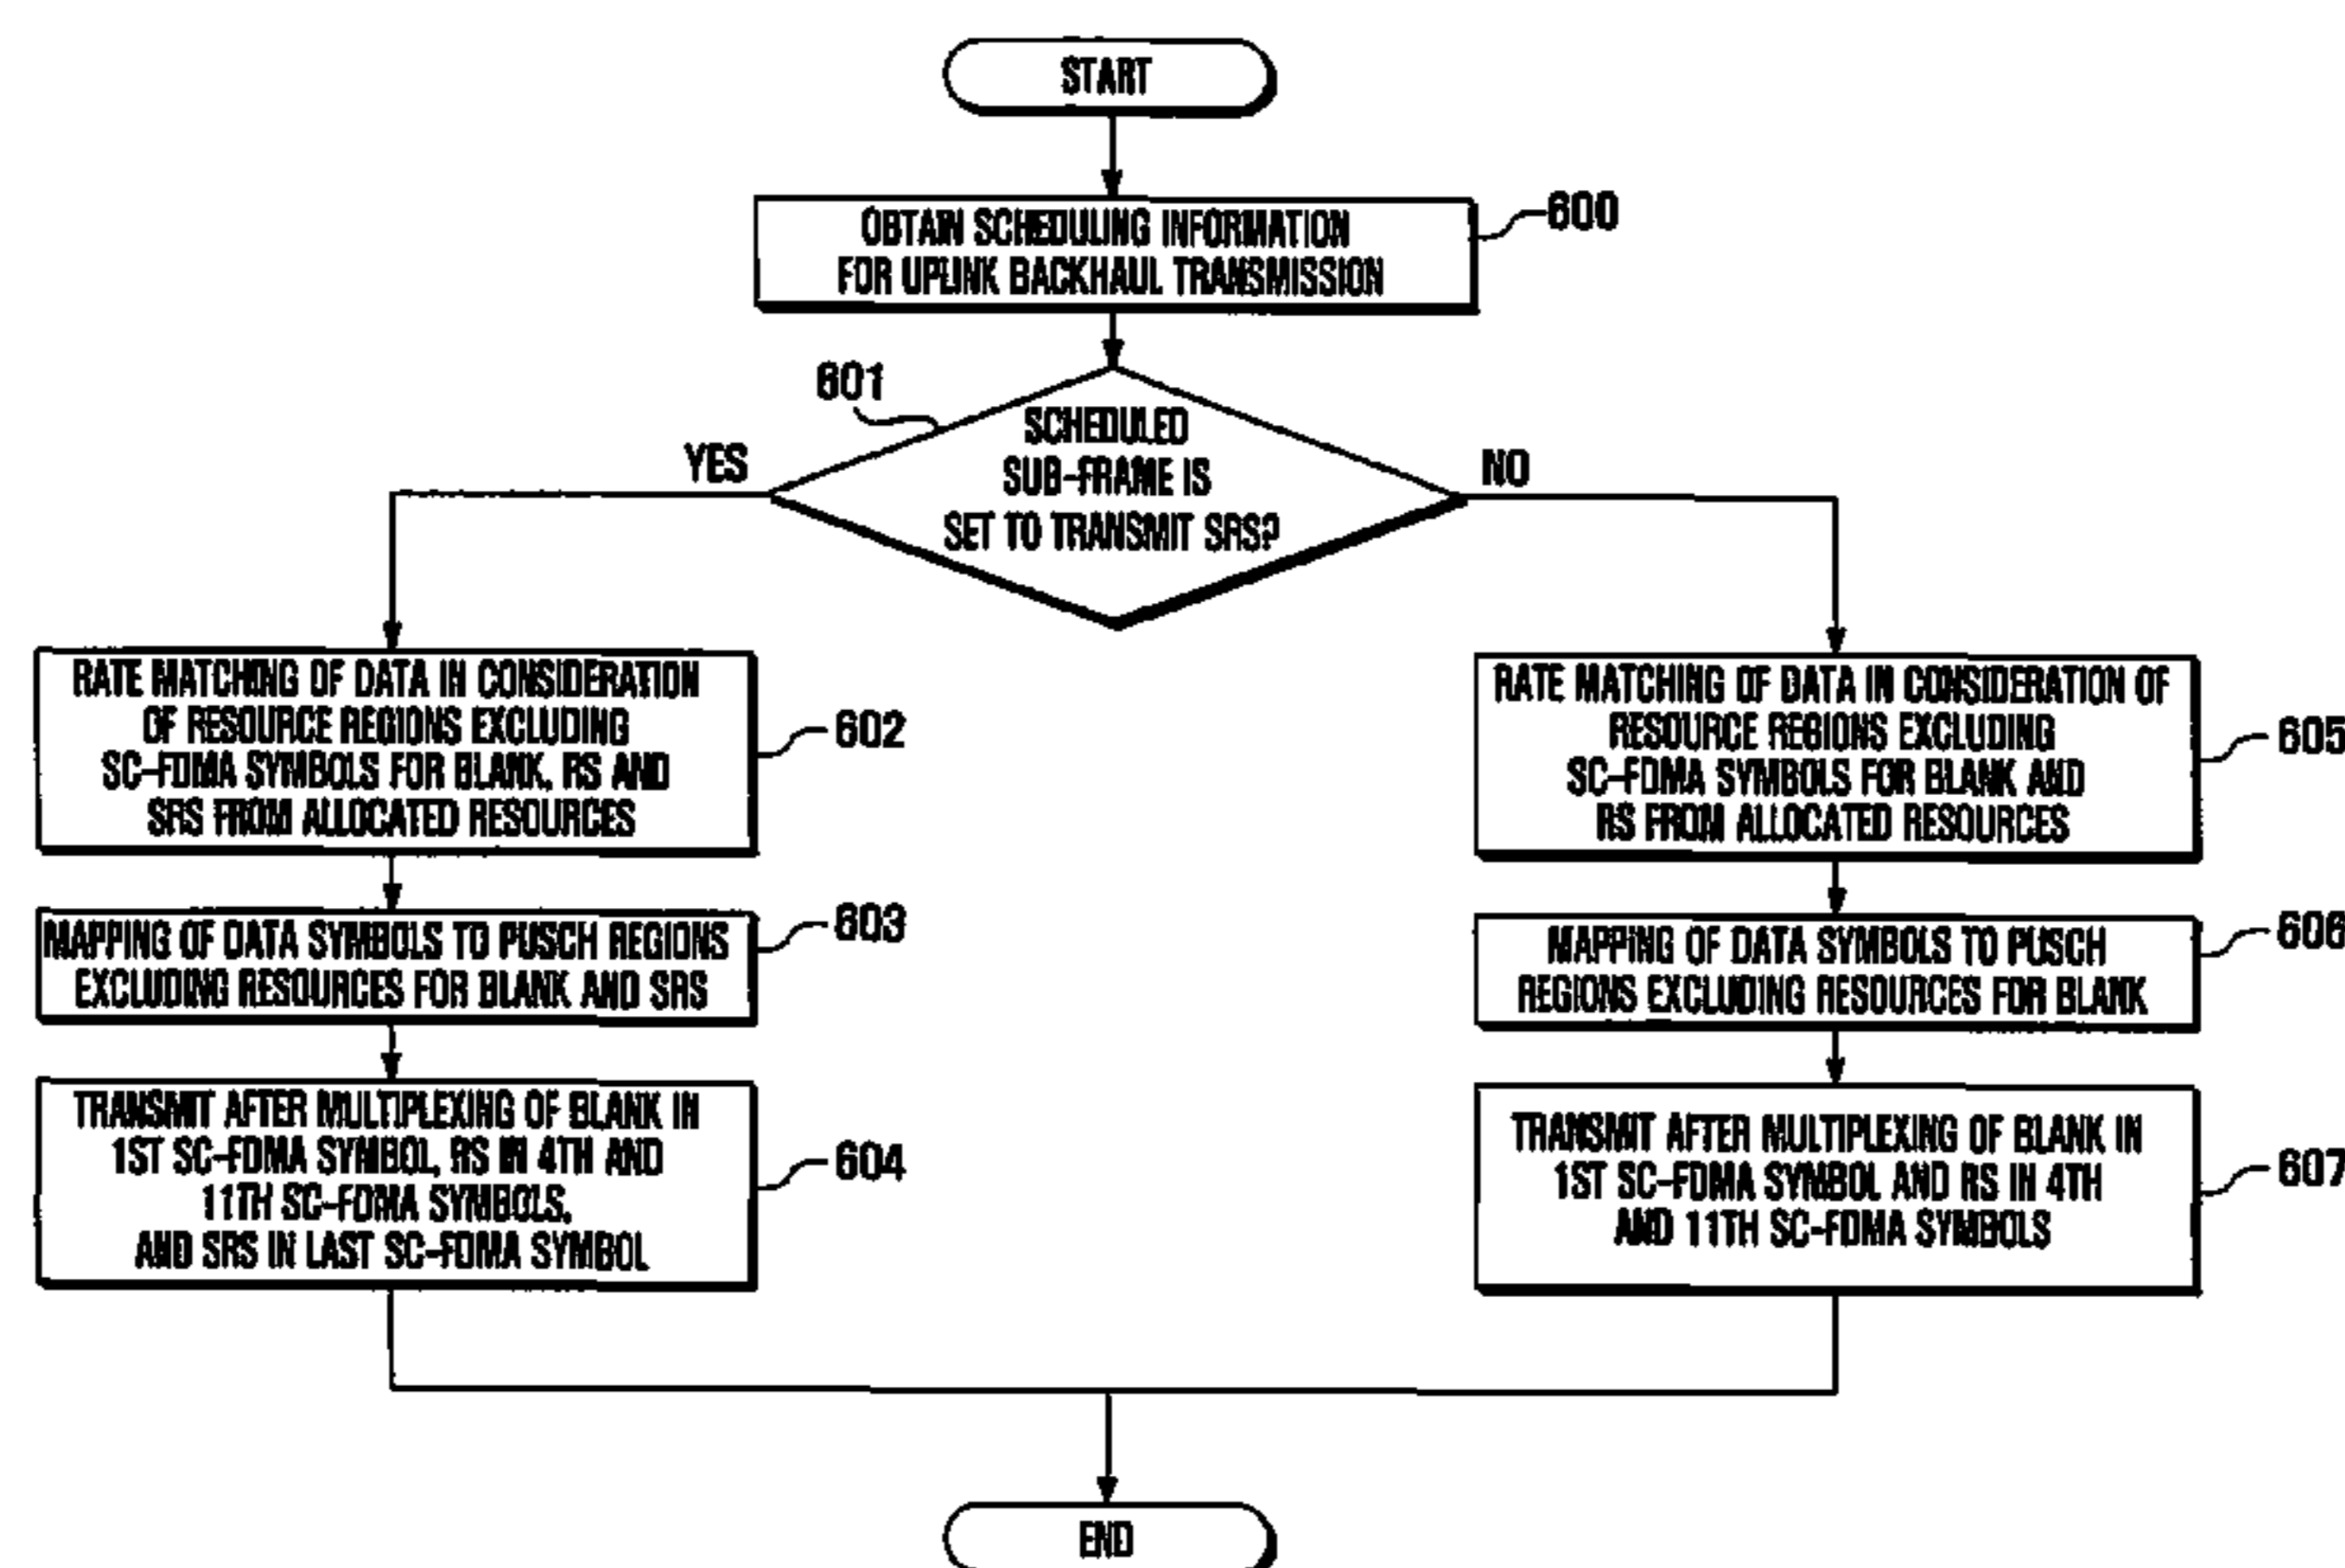 START
OBTAIN SCHEDULING INFORMATION
FOR UPLINK BACKHAUL TRANSMISSION
600
601
SCHEDULED
SUB-FRAME IS
SET TO TRANSMIT SRS?
YES
NO
RATE MATCHING OF DATA IN CONSIDERATION
OF RESOURCE REGIONS EXCLUDING
SC-FDMA SYMBOLS FOR BLANK, RS AND
SRS FROM ALLOCATED RESOURCES
602
MAPPING OF DATA SYMBOLS TO PUSCH REGIONS
EXCLUDING RESOURCES FOR BLANK AND SRS
603
TRANSMIT AFTER MULTIPLEXING OF BLANK IN
1ST SC-FDMA SYMBOL, RS IN 4TH AND
11TH SC-FDMA SYMBOLS,
AND SRS IN LAST SC-FDMA SYMBOL
604
RATE MATCHING OF DATA IN CONSIDERATION OF
RESOURCE REGIONS EXCLUDING
SC-FDMA SYMBOLS FOR BLANK AND
RS FROM ALLOCATED RESOURCES
605
MAPPING OF DATA SYMBOLS TO PUSCH
REGIONS EXCLUDING RESOURCES FOR BLANK
606
TRANSMIT AFTER MULTIPLEXING OF BLANK IN
1ST SC-FDMA SYMBOL AND RS IN 4TH
AND 11TH SC-FDMA SYMBOLS
607
END